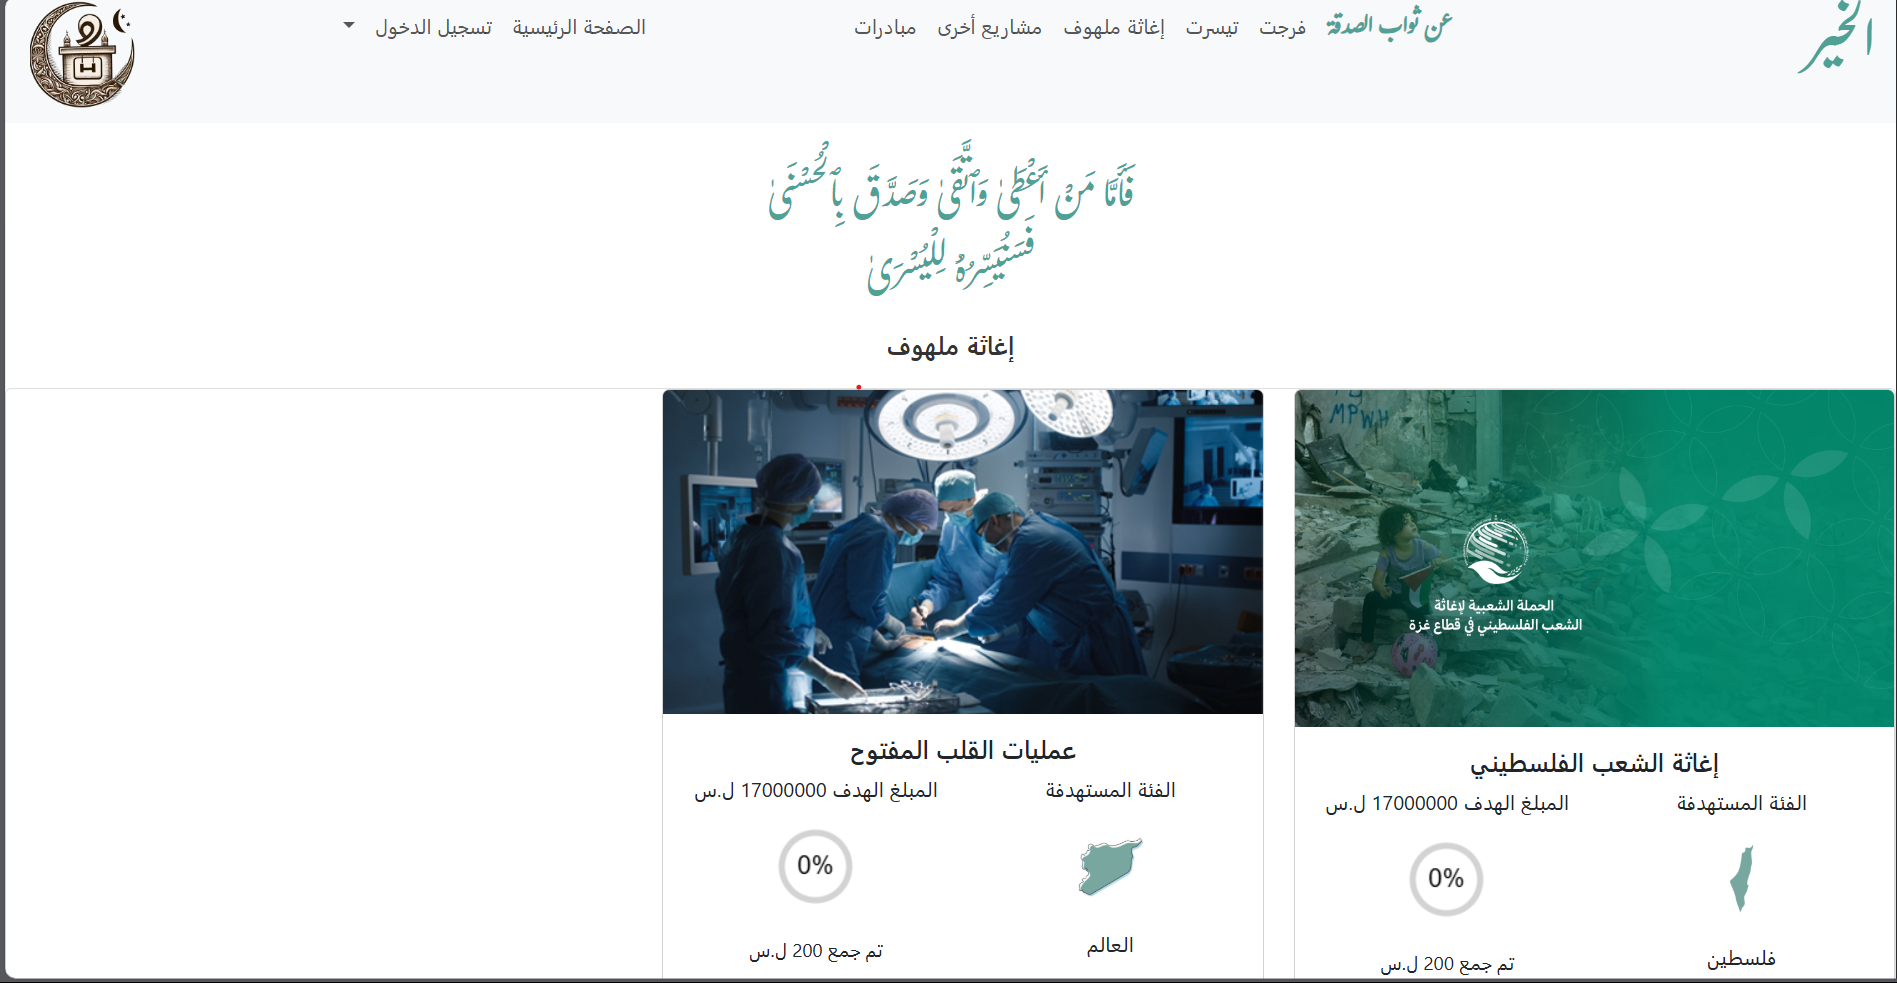 الخير
عن ثواب الصدقة
فرجت
تيسرت
إغاثة ملهوف
مشاريع أخرى
مبادرات
الصفحة الرئيسية
تسجيل الدخول
فَأَمَّا مَنْ أَعْطَىٰ وَٱتَّقَىٰ وَصَدَّقَ بِٱلْحُسْنَىٰ
فَسَنُيَسِّرُهُ لِلْيُسْرَىٰ
إغاثة ملهوف
MPWH
الحملة الشعبية لإغاثة
الشعب الفلسطيني في قطاع غزة
إغاثة الشعب الفلسطيني
الفئة المستهدفة
المبلغ الهدف 17000000 ل.س
0%
فلسطين
تم جمع 200 ل.س
عمليات القلب المفتوح
الفئة المستهدفة
المبلغ الهدف 17000000 ل.س
0%
العالم
تم جمع 200 ل.س